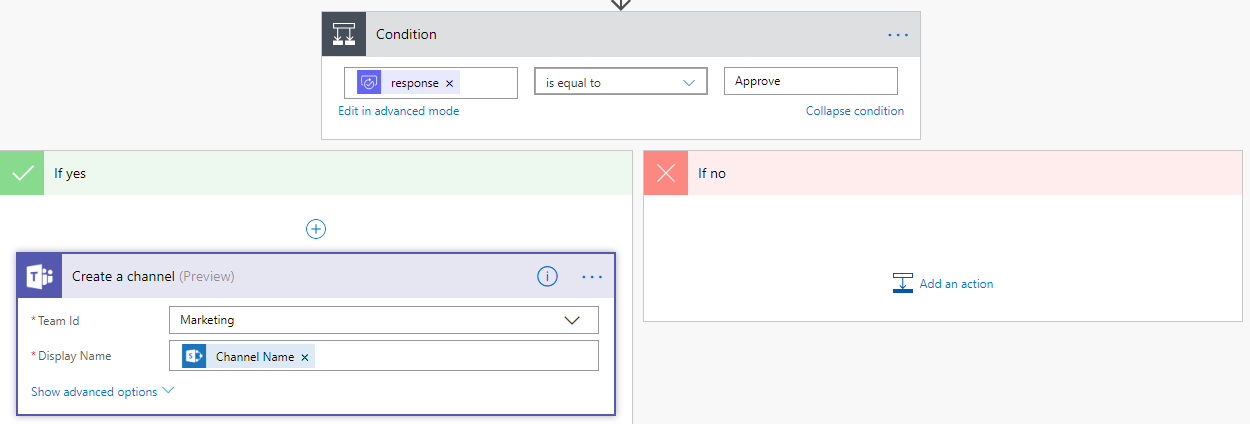 Condition
response ×
is equal to
Approve
Edit in advanced mode
Collapse condition
If yes
If no
Create a channel (Preview)
*Team Id
Marketing
*Display Name
Channel Name ×
Show advanced options
Add an action